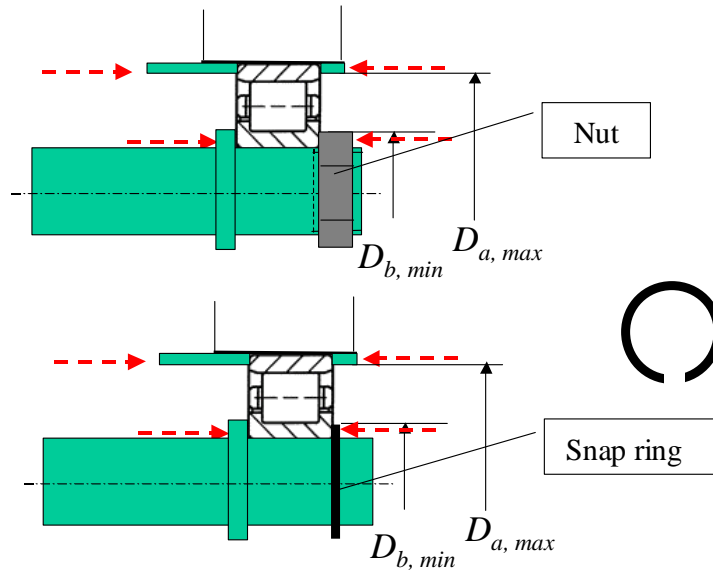 Nut
D_b, min
D_a, max
Snap ring
D_b, min
D_a, max